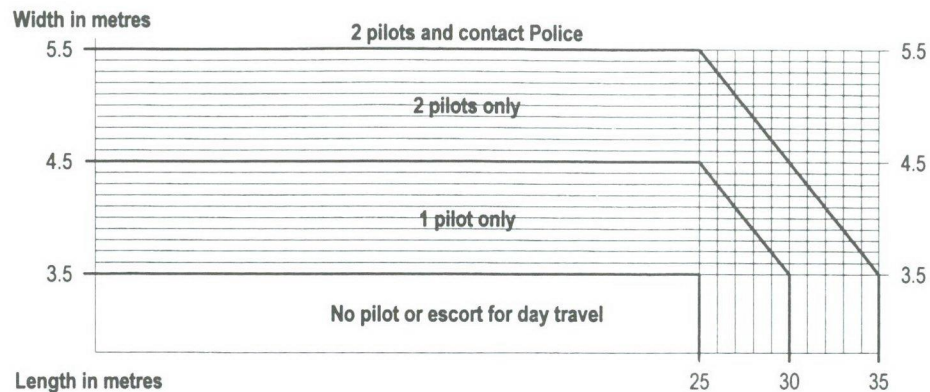 Width in metres
2 pilots and contact Police
5.5 5.5
2 pilots only
4.5 4.5
1 pilot only
3.5 3.5
No pilot or escort for day travel
Length in metres 25 30 35